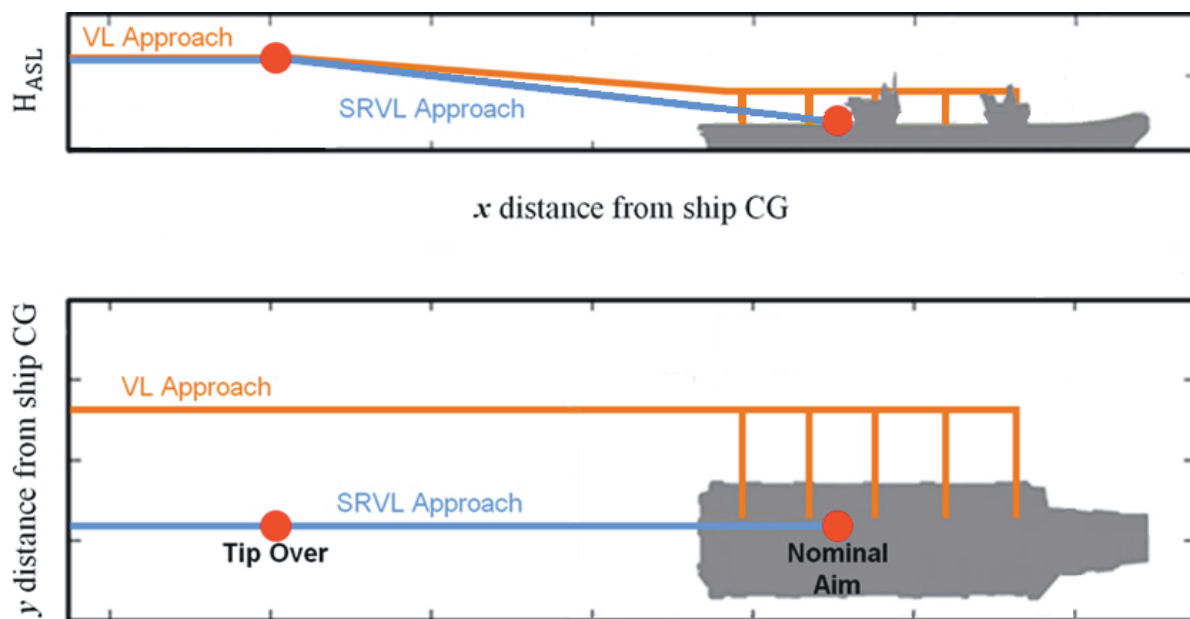 VL Approach
SRVL Approach
H_ASL
x distance from ship CG
VL Approach
SRVL Approach
Tip Over
Nominal
Aim
y distance from ship CG